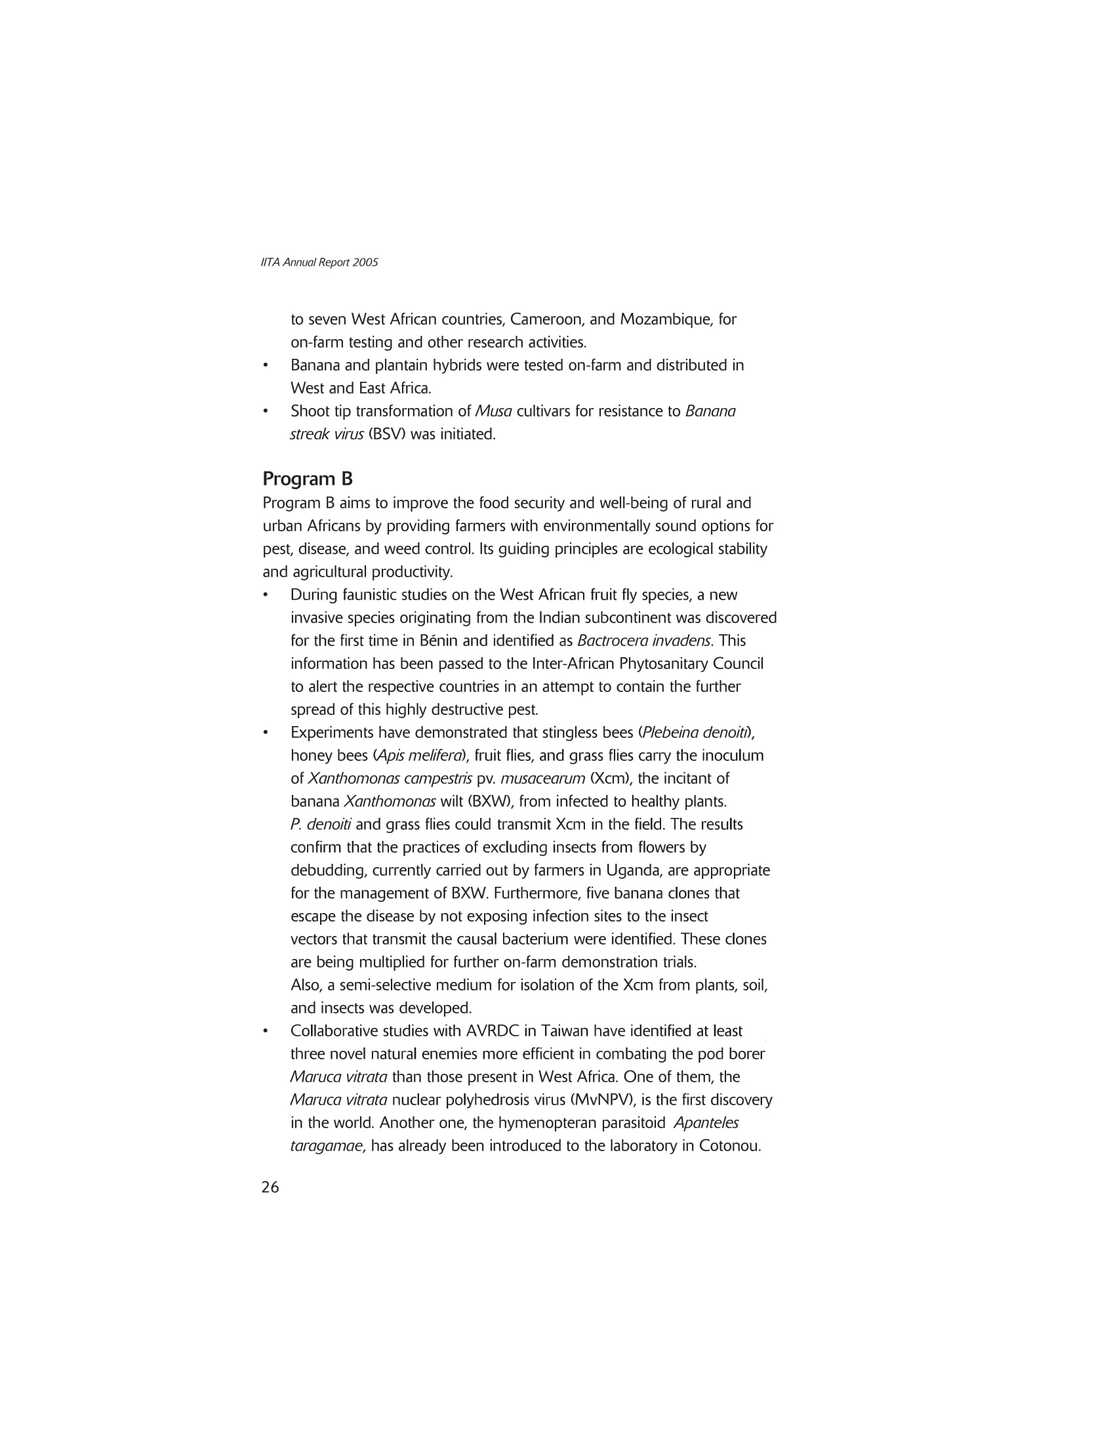 IITA Annual Report 2005
to seven West African countries, Cameroon, and Mozambique, for
on-farm testing and other research activities.
• Banana and plantain hybrids were tested on-farm and distributed in
West and East Africa.
• Shoot tip transformation of Musa cultivars for resistance to Banana
streak virus (BSV) was initiated.
Program B
Program B aims to improve the food security and well-being of rural and
urban Africans by providing farmers with environmentally sound options for
pest, disease, and weed control. Its guiding principles are ecological stability
and agricultural productivity.
• During faunistic studies on the West African fruit fly species, a new
invasive species originating from the Indian subcontinent was discovered
for the first time in Bénin and identified as Bactrocera invadens. This
information has been passed to the Inter-African Phytosanitary Council
to alert the respective countries in an attempt to contain the further
spread of this highly destructive pest.
• Experiments have demonstrated that stingless bees (Plebeina denoiti),
honey bees (Apis melifera), fruit flies, and grass flies carry the inoculum
of Xanthomonas campestris pv. musacearum (Xcm), the incitant of
banana Xanthomonas wilt (BXW), from infected to healthy plants.
P. denoiti and grass flies could transmit Xcm in the field. The results
confirm that the practices of excluding insects from flowers by
debudding, currently carried out by farmers in Uganda, are appropriate
for the management of BXW. Furthermore, five banana clones that
escape the disease by not exposing infection sites to the insect
vectors that transmit the causal bacterium were identified. These clones
are being multiplied for further on-farm demonstration trials.
Also, a semi-selective medium for isolation of the Xcm from plants, soil,
and insects was developed.
• Collaborative studies with AVRDC in Taiwan have identified at least
three novel natural enemies more efficient in combating the pod borer
Maruca vitrata than those present in West Africa. One of them, the
Maruca vitrata nuclear polyhedrosis virus (MvNPV), is the first discovery
in the world. Another one, the hymenopteran parasitoid Apanteles
taragamae, has already been introduced to the laboratory in Cotonou.
26